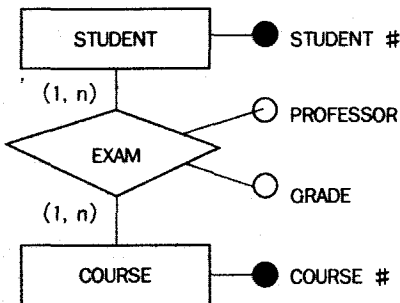 STUDENT
STUDENT #
(1, n)
PROFESSOR
EXAM
GRADE
(1, n)
COURSE
COURSE #